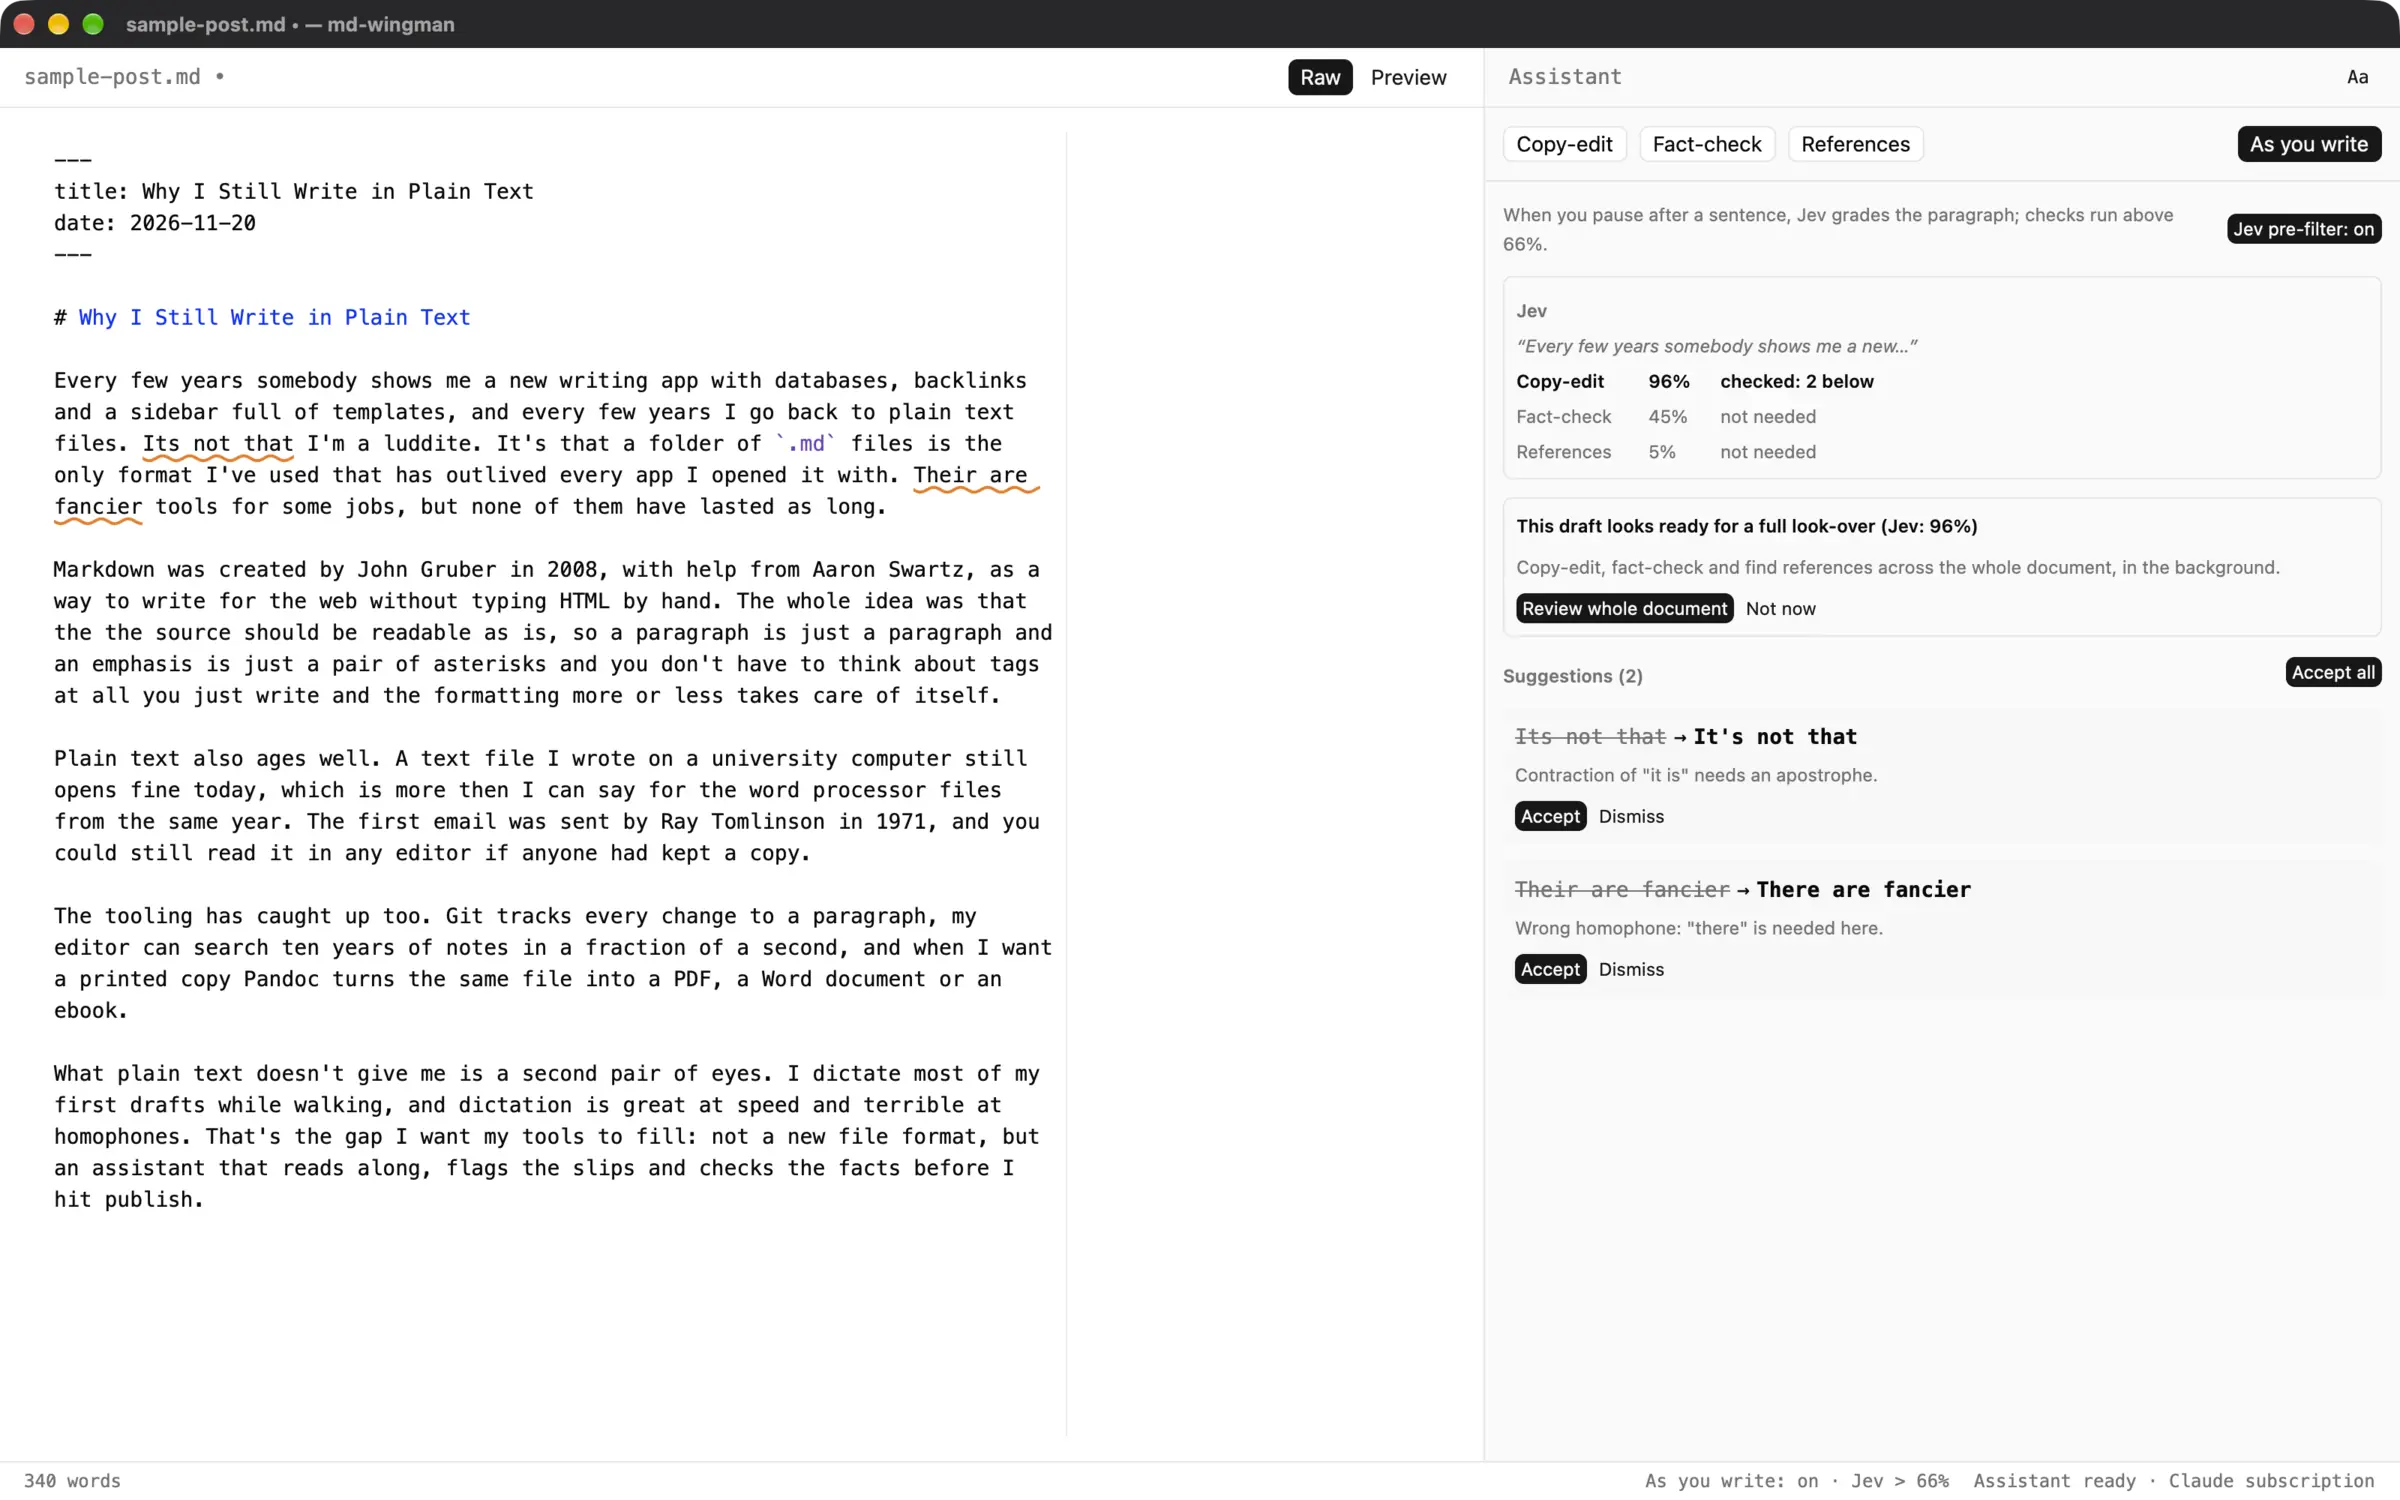 sample-post.md • — md-wingman
sample-post.md •
Raw Preview
Assistant
Aa
---
title: Why I Still Write in Plain Text
date: 2026-11-20
---
# Why I Still Write in Plain Text
Every few years somebody shows me a new writing app with databases, backlinks
and a sidebar full of templates, and every few years I go back to plain text
files. Its not that I'm a luddite. It's that a folder of `.md` files is the
only format I've used that has outlived every app I opened it with. Their are
fancier tools for some jobs, but none of them have lasted as long.
Markdown was created by John Gruber in 2008, with help from Aaron Swartz, as a
way to write for the web without typing HTML by hand. The whole idea was that
the the source should be readable as is, so a paragraph is just a paragraph and
an emphasis is just a pair of asterisks and you don't have to think about tags
at all you just write and the formatting more or less takes care of itself.
Plain text also ages well. A text file I wrote on a university computer still
opens fine today, which is more then I can say for the word processor files
from the same year. The first email was sent by Ray Tomlinson in 1971, and you
could still read it in any editor if anyone had kept a copy.
The tooling has caught up too. Git tracks every change to a paragraph, my
editor can search ten years of notes in a fraction of a second, and when I want
a printed copy Pandoc turns the same file into a PDF, a Word document or an
ebook.
What plain text doesn't give me is a second pair of eyes. I dictate most of my
first drafts while walking, and dictation is great at speed and terrible at
homophones. That's the gap I want my tools to fill: not a new file format, but
an assistant that reads along, flags the slips and checks the facts before I
hit publish.
Copy-edit Fact-check References As you write
When you pause after a sentence, Jev grades the paragraph; checks run above
66%.
Jev pre-filter: on
Jev
“Every few years somebody shows me a new…”
Copy-edit 96% checked: 2 below
Fact-check 45% not needed
References 5% not needed
This draft looks ready for a full look-over (Jev: 96%)
Copy-edit, fact-check and find references across the whole document, in the background.
Review whole document Not now
Suggestions (2)
Accept all
Its not that → It's not that
Contraction of "it is" needs an apostrophe.
Accept Dismiss
Their are fancier → There are fancier
Wrong homophone: "there" is needed here.
Accept Dismiss
340 words
As you write: on · Jev > 66% Assistant ready · Claude subscription